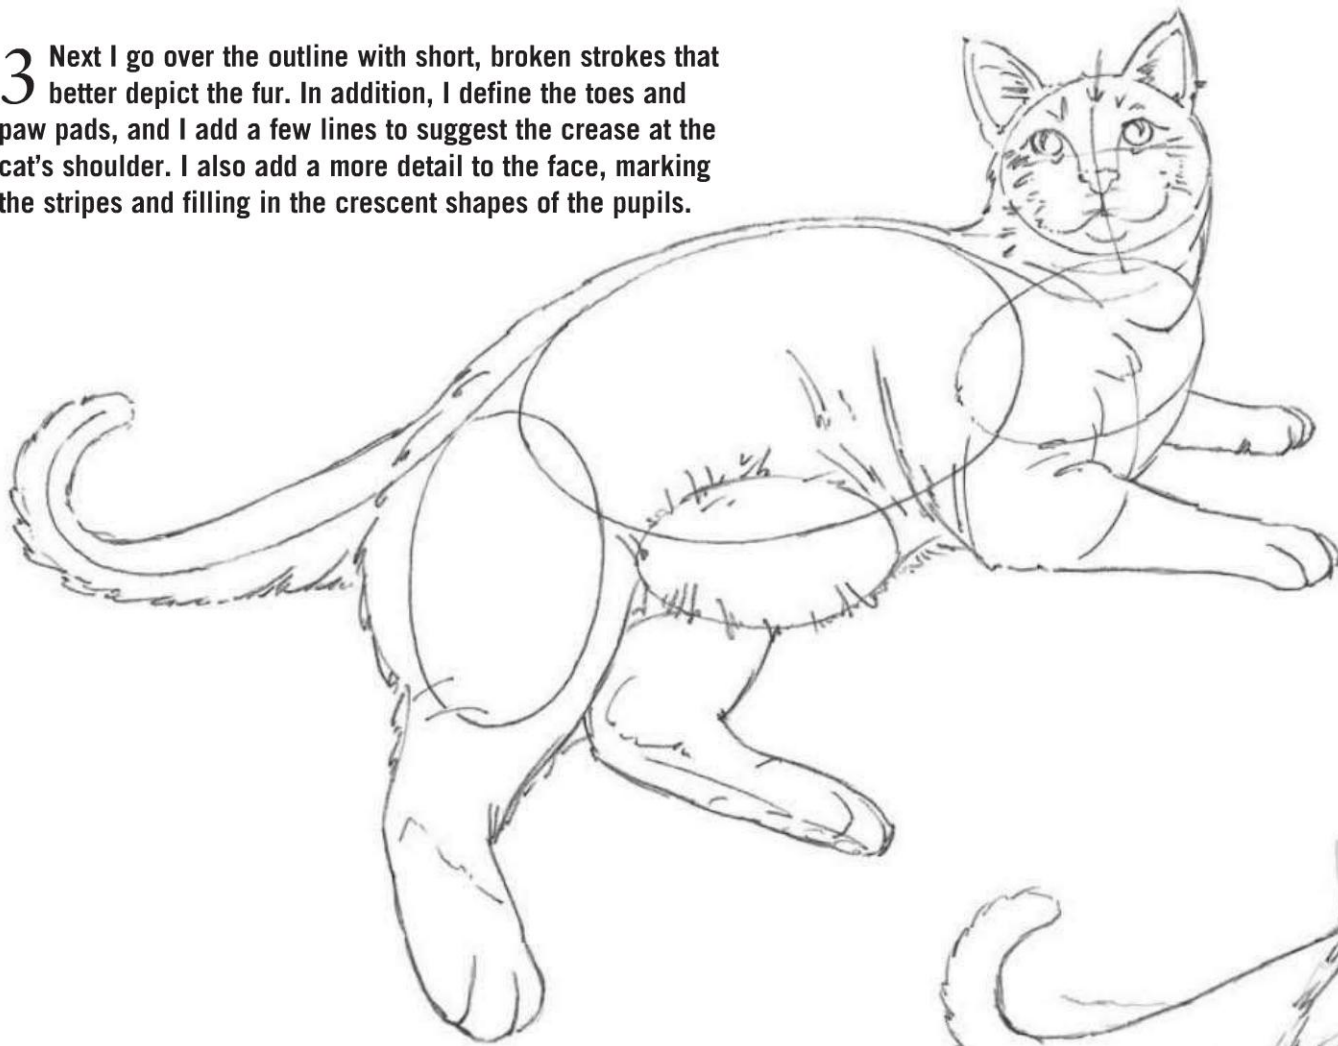 3 Next I go over the outline with short, broken strokes that
better depict the fur. In addition, I define the toes and
paw pads, and I add a few lines to suggest the crease at the
cat’s shoulder. I also add a more detail to the face, marking
the stripes and filling in the crescent shapes of the pupils.